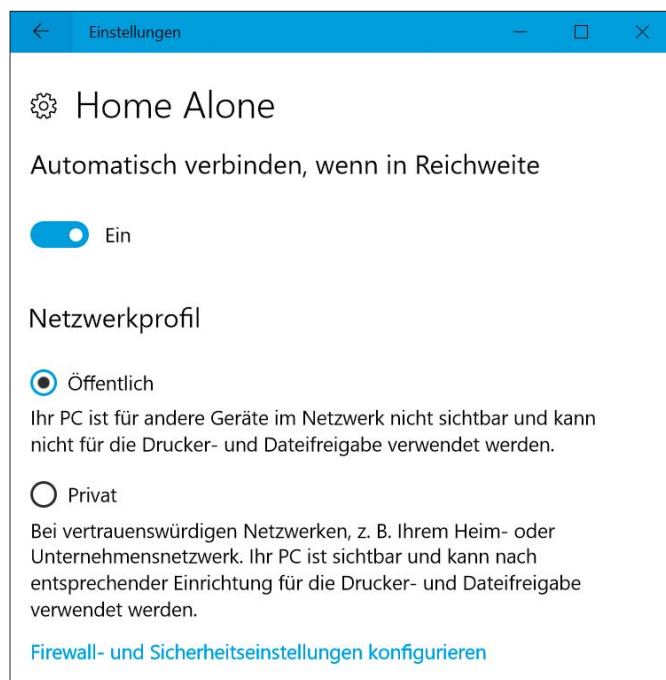 Einstellungen
Home Alone
Automatisch verbinden, wenn in Reichweite
Ein
Netzwerkprofil
Öffentlich
Ihr PC ist für andere Geräte im Netzwerk nicht sichtbar und kann
nicht für die Drucker- und Dateifreigabe verwendet werden.
Privat
Bei vertrauenswürdigen Netzwerken, z. B. Ihrem Heim- oder
Unternehmensnetzwerk. Ihr PC ist sichtbar und kann nach
entsprechender Einrichtung für die Drucker- und Dateifreigabe
verwendet werden.
Firewall- und Sicherheitseinstellungen konfigurieren